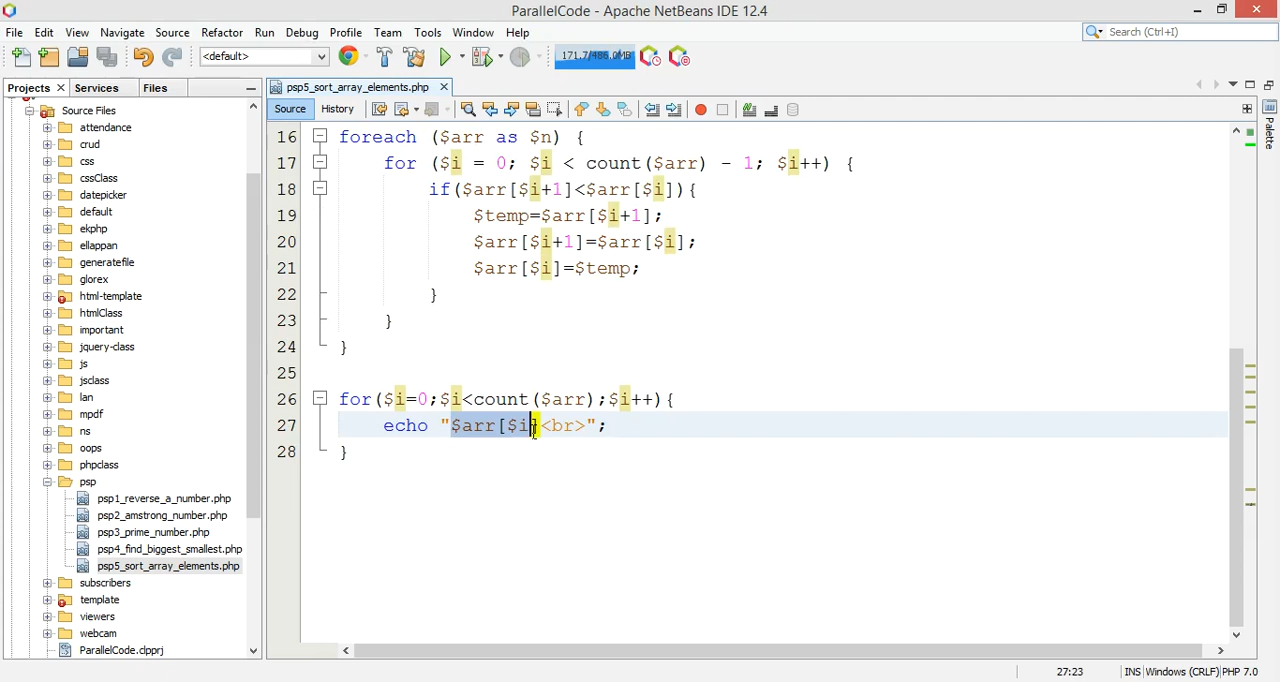 ParallelCode - Apache NetBeans IDE 12.4
File Edit View Navigate Source Refactor Run Debug Profile Team Tools Window Help
Search (Ctrl+I)
<default>
171.7/486.0MB
Projects Services Files
psp5_sort_array_elements.php
Source History
Palette
Source Files
attendance
crud
css
cssClass
datepicker
default
ekphp
ellappan
generatefile
glorex
html-template
htmlClass
important
jquery-class
js
jsclass
lan
mpdf
ns
oops
phpclass
psp
psp1_reverse_a_number.php
psp2_amstrong_number.php
psp3_prime_number.php
psp4_find_biggest_smallest.php
psp5_sort_array_elements.php
subscribers
template
viewers
webcam
ParallelCode.clpprj
16 foreach ($arr as $n) {
17 for ($i = 0; $i < count($arr) - 1; $i++) {
18 if($arr[$i+1]<$arr[$i]){
19 $temp=$arr[$i+1];
20 $arr[$i+1]=$arr[$i];
21 $arr[$i]=$temp;
22 }
23 }
24 }
25
26 for($i=0;$i<count($arr);$i++){
27 echo "$arr[$i]<br>";
28 }
27:23 INS Windows (CRLF) PHP 7.0